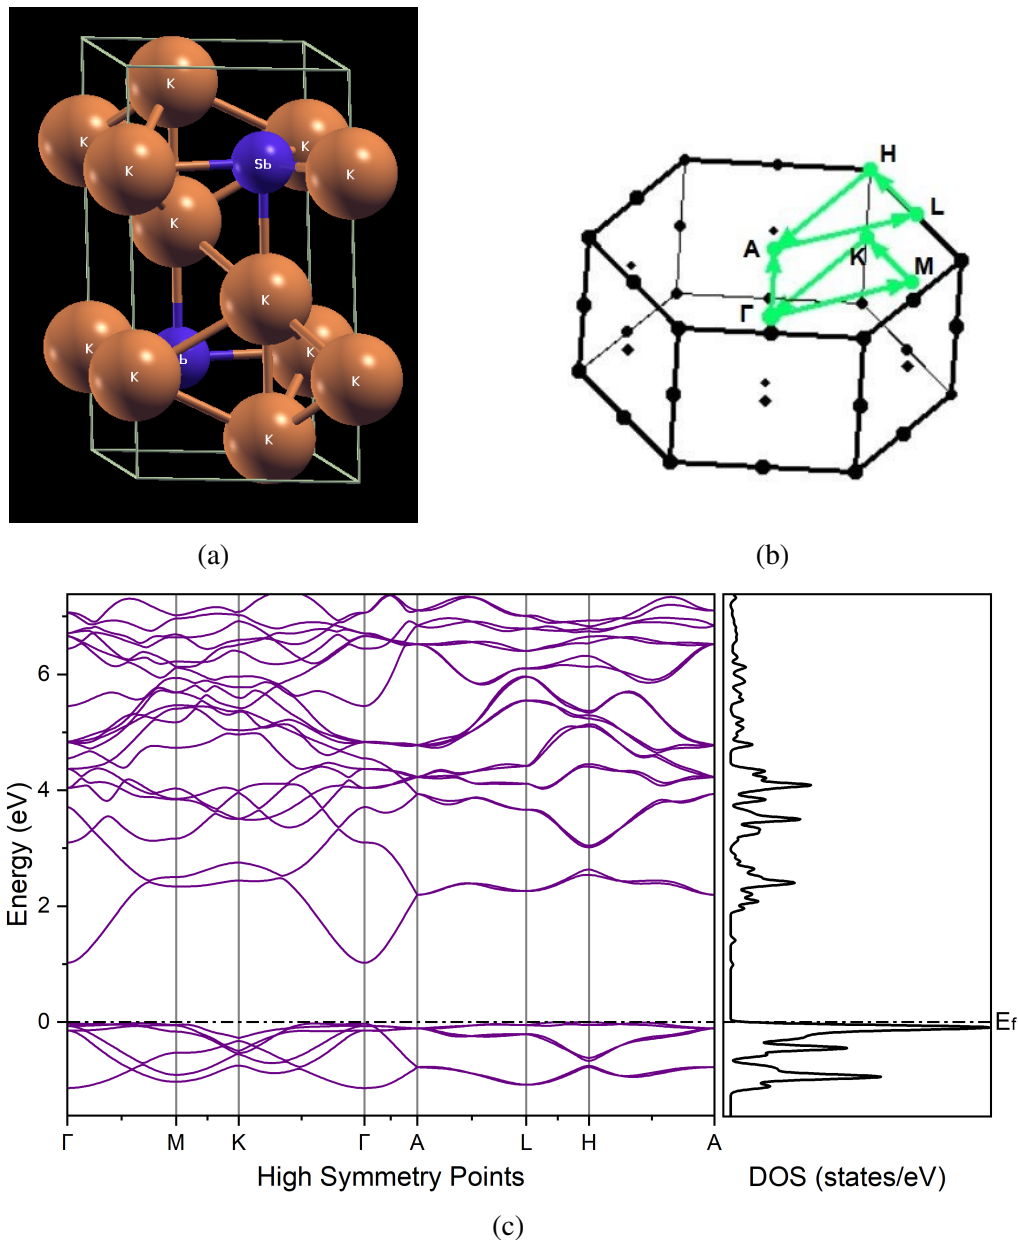 K
K
K
K
K
Sb
K
K
K
K
b
K
K
K
(a)
H
L
A
K
M
Γ
(b)
Energy (eV)
6
4
2
0
Γ M K Γ A L H A
High Symmetry Points
Ef
DOS (states/eV)
(c)